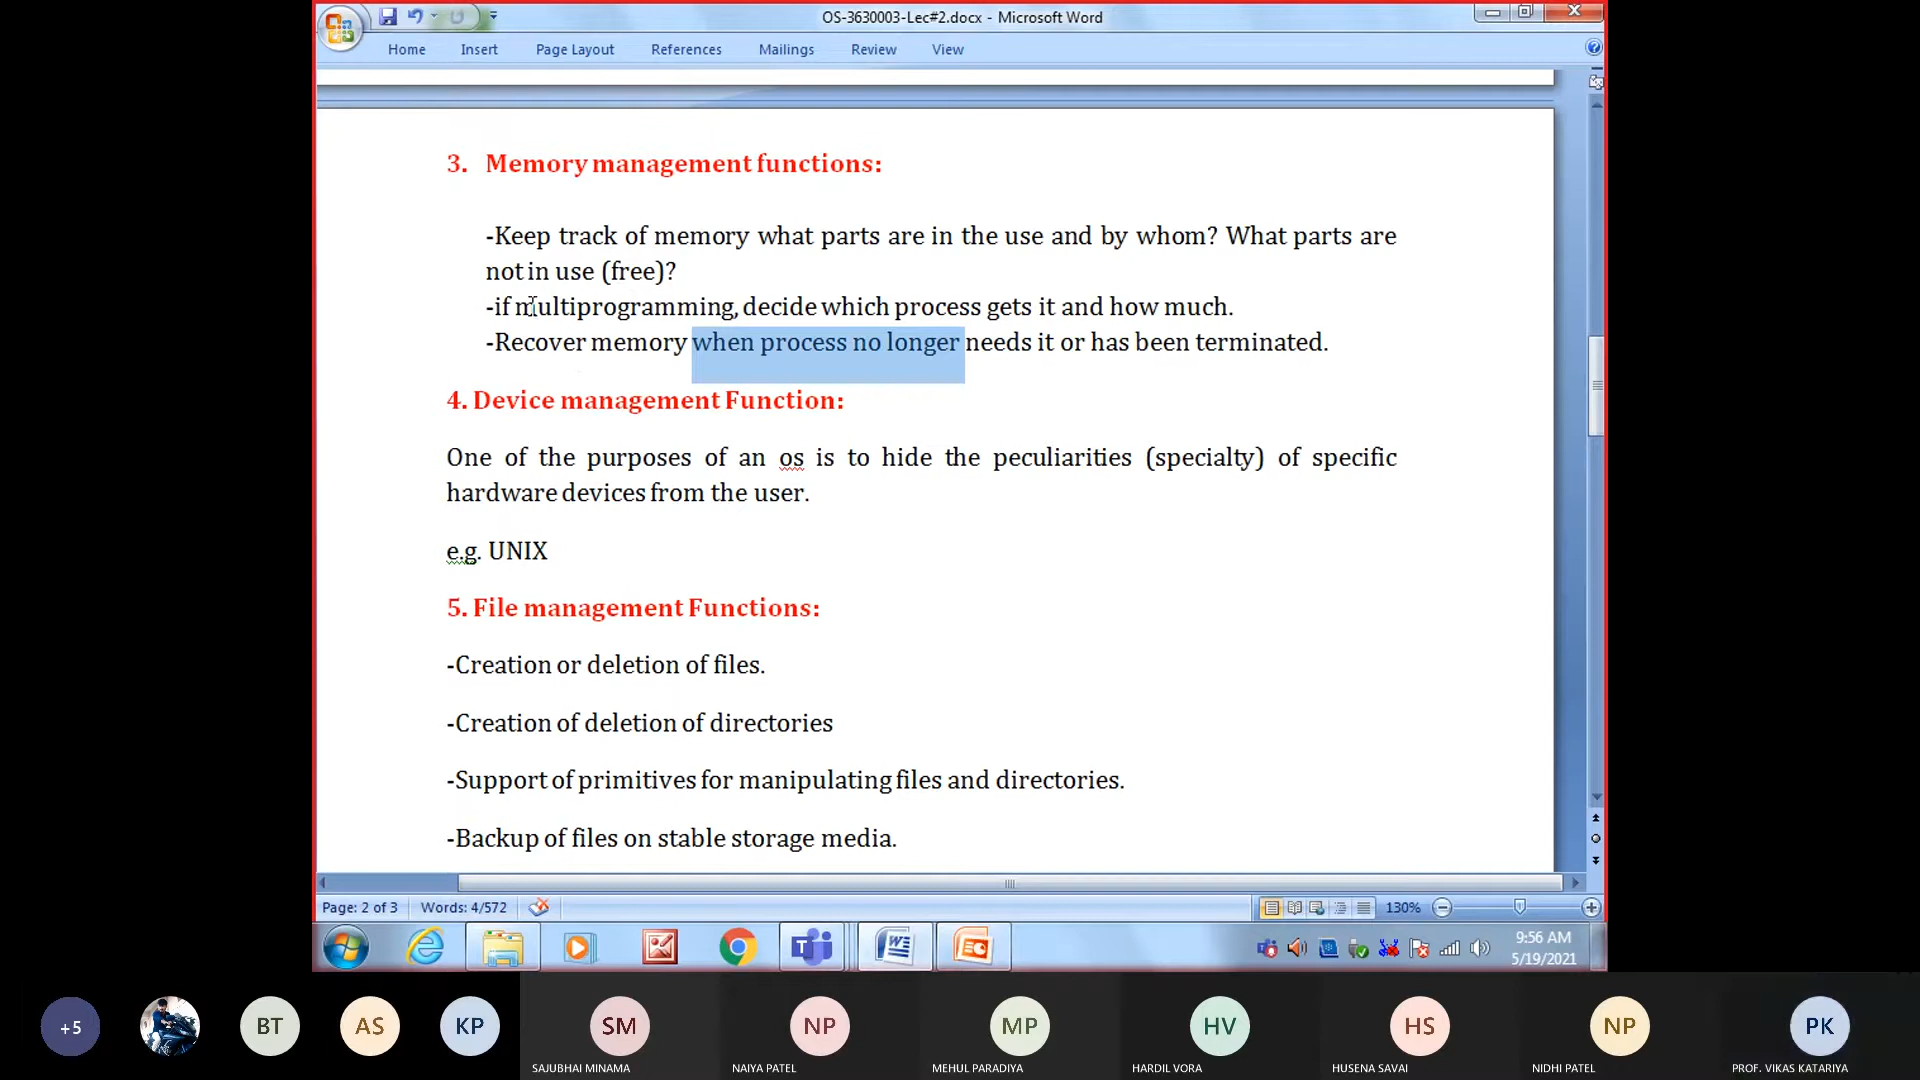 OS-3630003-Lec#2.docx - Microsoft Word
Home Insert Page Layout References Mailings Review View
3. Memory management functions:
-Keep track of memory what parts are in the use and by whom? What parts are
not in use (free)?
-if multiprogramming, decide which process gets it and how much.
-Recover memory when process no longer needs it or has been terminated.
4. Device management Function:
One of the purposes of an os is to hide the peculiarities (specialty) of specific
hardware devices from the user.
e.g. UNIX
5. File management Functions:
-Creation or deletion of files.
-Creation of deletion of directories
-Support of primitives for manipulating files and directories.
-Backup of files on stable storage media.
Page: 2 of 3 Words: 4/572 130%
9:56 AM
5/19/2021
+5 BT AS KP SM NP MP HV HS NP PK
SAJUBHAI MINAMA NAIYA PATEL MEHUL PARADIYA HARDIL VORA HUSENA SAVAI NIDHI PATEL PROF. VIKAS KATARIYA